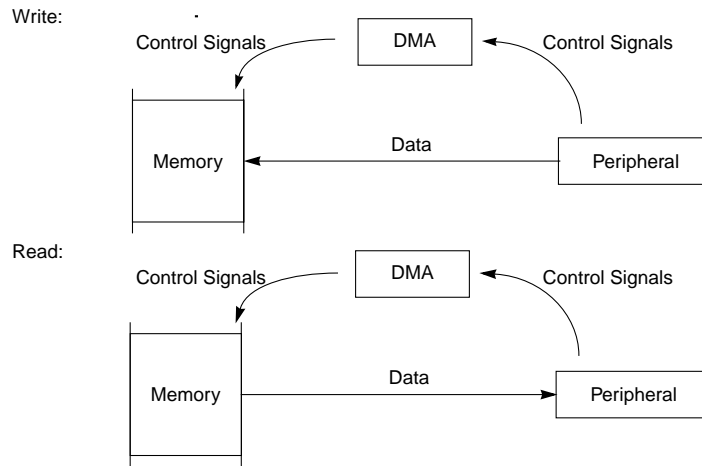 Write:
Control Signals
DMA
Control Signals
Memory
Data
Peripheral
Read:
Control Signals
DMA
Control Signals
Memory
Data
Peripheral